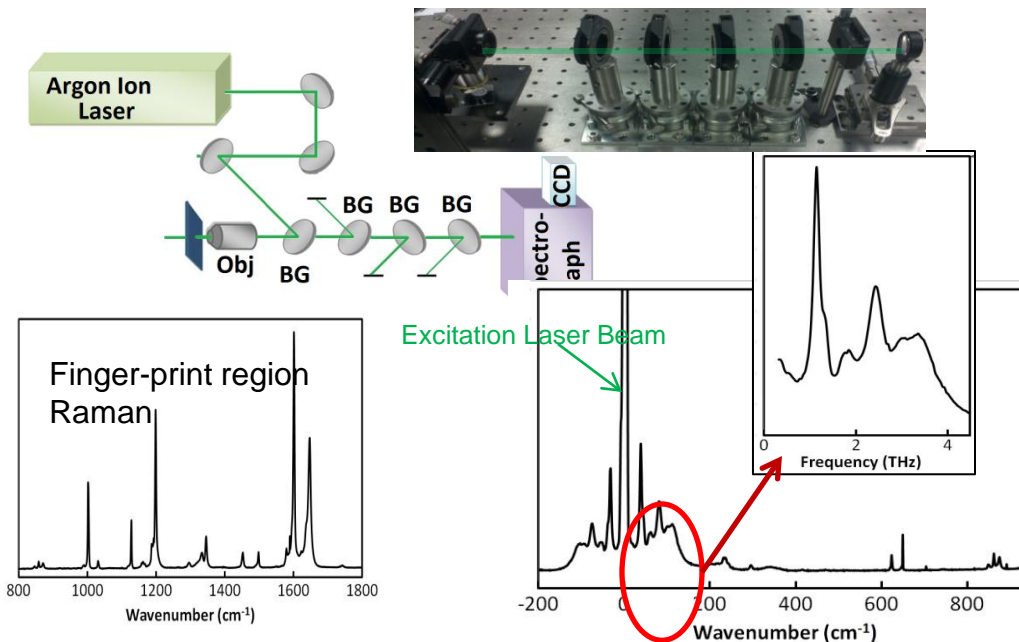 Argon Ion
Laser
BG
BG
BG
Obj
BG
CCD
Excitation Laser Beam
Finger-print region
Raman
800
1000
1200
1400
1600
1800
Wavenumber (cm-1)
0
2
4
Frequency (THz)
-200
0
200
400
600
800
Wavenumber (cm-1)